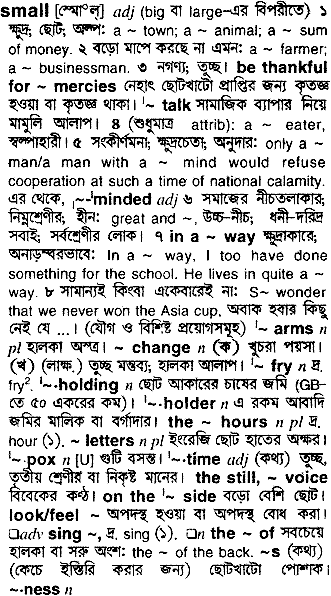 small [স্মোল্] adj (big বা large-এর বিপরীতে) ১
ক্ষুদ্র, ছোট; অল্প: a ~ town; a ~ animal; a ~ sum
of money. ২ বড়ো মাপে করছে না এমন: a ~ farmer;
a ~ businessman. ৩ নগণ্য; তুচ্ছ। be thankful
for ~ mercies নেহাৎ ছোটখাটো প্রাপ্তির জন্য কৃতজ্ঞ
হওয়া বা কৃতজ্ঞ থাকা। ˈ~ talk সামাজিক ব্যাপার নিয়ে
মামুলি আলাপ। ৪ (শুধুমাত্র attrib): a ~ eater,
স্বল্পাহারী। ৫ সংকীর্ণমনা; ক্ষুদ্রচেতা; অনুদার: only a ~
man/a man with a ~ mind would refuse
cooperation at such a time of national calamity.
এর থেকে, ˌ~-ˈminded adj ৬ সমাজের নীচতলাকার;
নিম্নশ্রেণীর; হীন: great and ~, উচ্চ-নীচ; ধনী-দরিদ্র
সবাই; সর্বশ্রেণীর লোক। ৭ in a ~ way ক্ষুদ্রাকারে;
অনাড়ম্বরভাবে: In a ~ way, I too have done
something for the school. He lives in quite a ~
way. ৮ সামান্যই কিংবা একেবারেই না: S~ wonder
that we never won the Asia cup, অবাক হবার কিছু
নেই যে ...। (যৌগ ও বিশিষ্ট প্রয়োগসমূহ) ˈ~ arms n
pl হালকা অস্ত্র। ~ change n (ক) খুচরা পয়সা।
(খ) (লাক্ষ.) তুচ্ছ মন্তব্য; হালকা আলাপ। ˈ~ fry n দ্র.
fry². ˈ~·holding n ছোট আকারের চাষের জমি (GB-
তে ৫০ একরের কম)। ˈ~·holder n এ রকম আবাদি
জমির মালিক বা বর্গাদার। the ~ hours n pl দ্র.
hour (১). ~ letters n pl ইংরেজি ছোট হাতের অক্ষর।
ˈ~·pox n [U] গুটি বসন্ত। ˈ~-time adj (কথ্য) তুচ্ছ,
তৃতীয় শ্রেণীর বা নিকৃষ্ট মানের। the still, ~ voice
বিবেকের কণ্ঠ। on the ˈ~ side বড়ো বেশি ছোট।
look/feel ~ অপদস্থ হওয়া বা অপদস্থ বোধ করা।
□adv sing ~, দ্র. sing (১). □n the ~ of সবচেয়ে
হালকা বা সরু অংশ: the ~ of the back. ~s (কথ্য)
(কেচে ইস্তিরি করার জন্য) ছোটখাটো পোশাক।
~·ness n